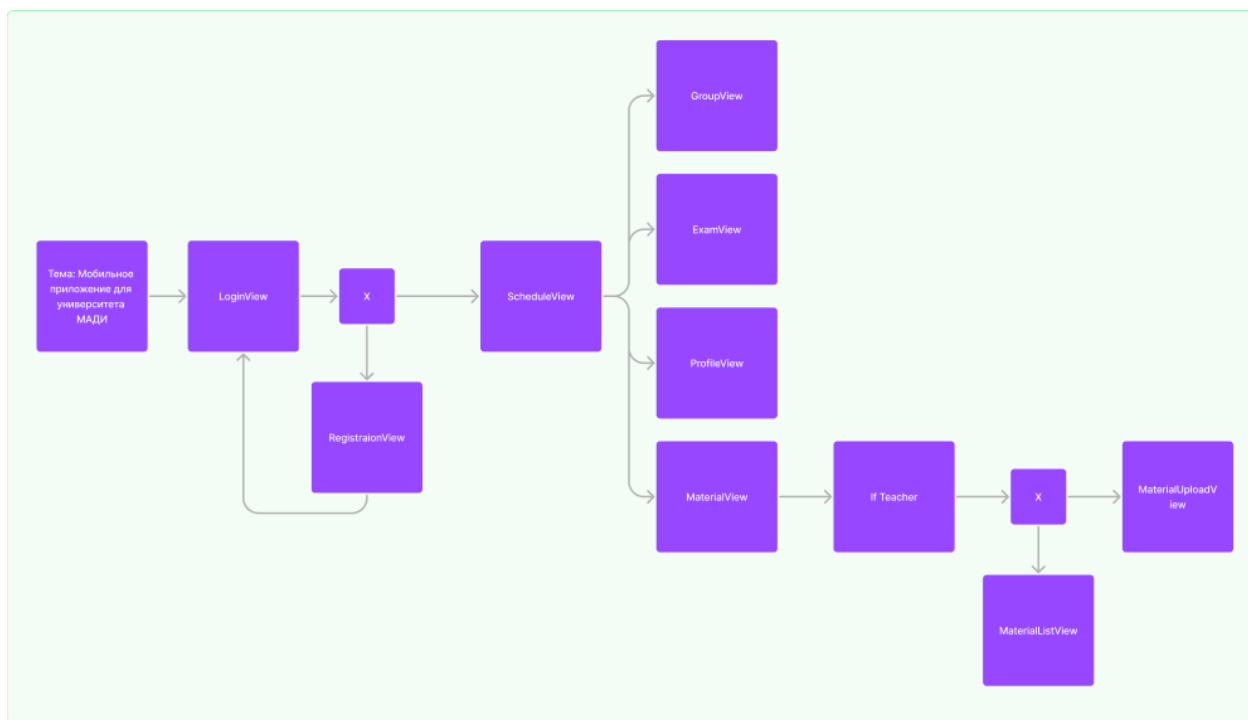 GroupView
ExamView
Тема: Мобильное
приложение для
университета
МАДИ
LoginView
X
ScheduleView
ProfileView
RegistraionView
MaterialView
If Teacher
X
MaterialUploadV
iew
MaterialListView